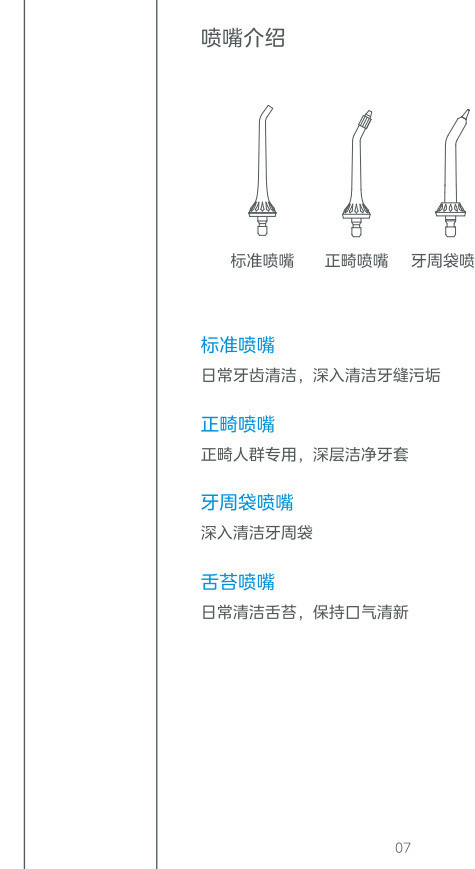 喷嘴介绍
标准喷嘴 正畸喷嘴 牙周袋喷
标准喷嘴
日常牙齿清洁，深入清洁牙缝污垢
正畸喷嘴
正畸人群专用，深层洁净牙套
牙周袋喷嘴
深入清洁牙周袋
舌苔喷嘴
日常清洁舌苔，保持口气清新
07